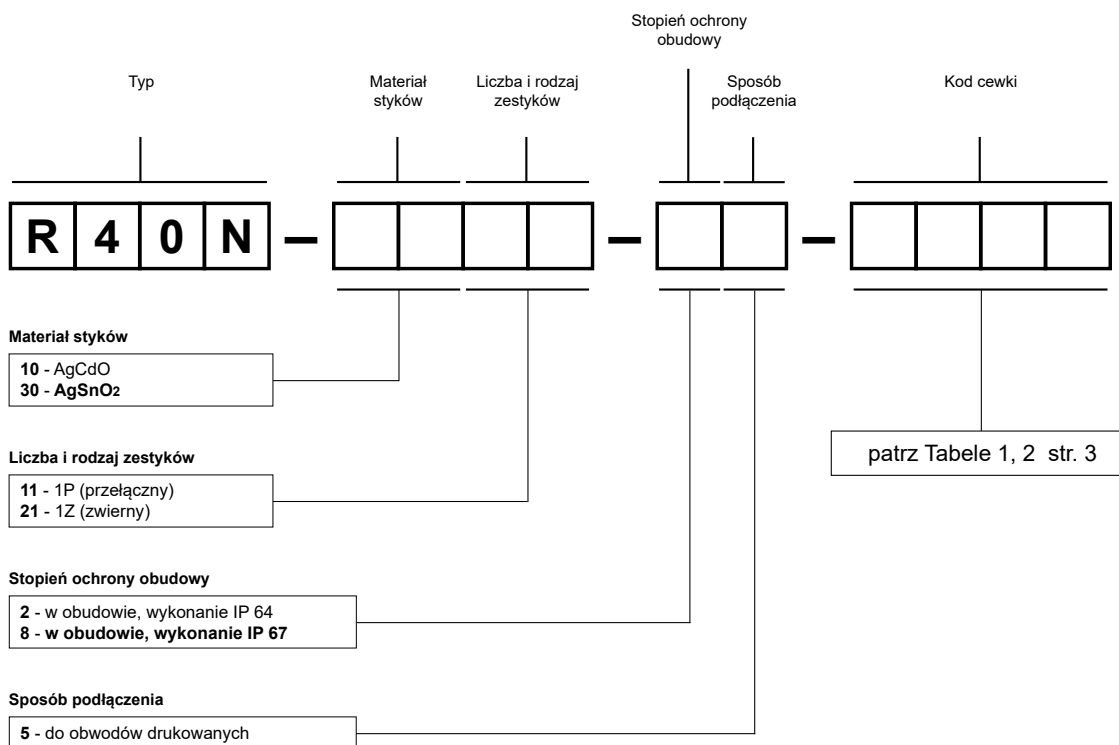 Stopień ochrony
obudowy
Typ
Materiał
styków
Liczba i rodzaj
zestyków
Sposób
podłączenia
Kod cewki
R 4 0 N – – –
Materiał styków
10 - AgCdO
30 - AgSnO2
Liczba i rodzaj zestyków
11 - 1P (przełączny)
21 - 1Z (zwierny)
patrz Tabele 1, 2 str. 3
Stopień ochrony obudowy
2 - w obudowie, wykonanie IP 64
8 - w obudowie, wykonanie IP 67
Sposób podłączenia
5 - do obwodów drukowanych